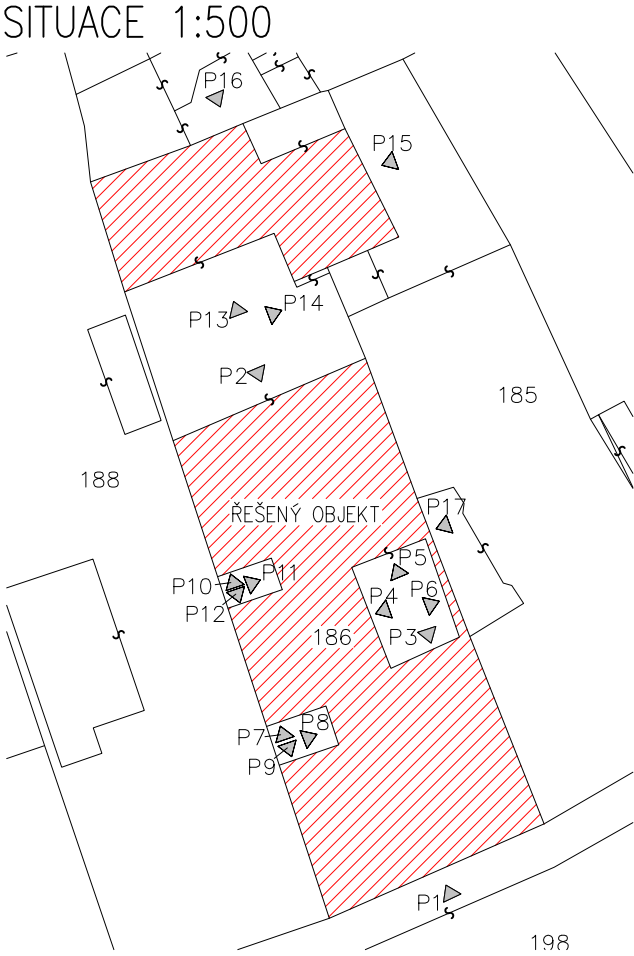 SITUACE 1:500
P16
P15
P13
P14
P2
185
188
ŘEŠENÝ OBJEKT
P17
P5
P10
P11
P12
P4
P6
186
P3
P7
P8
P9
P1
198